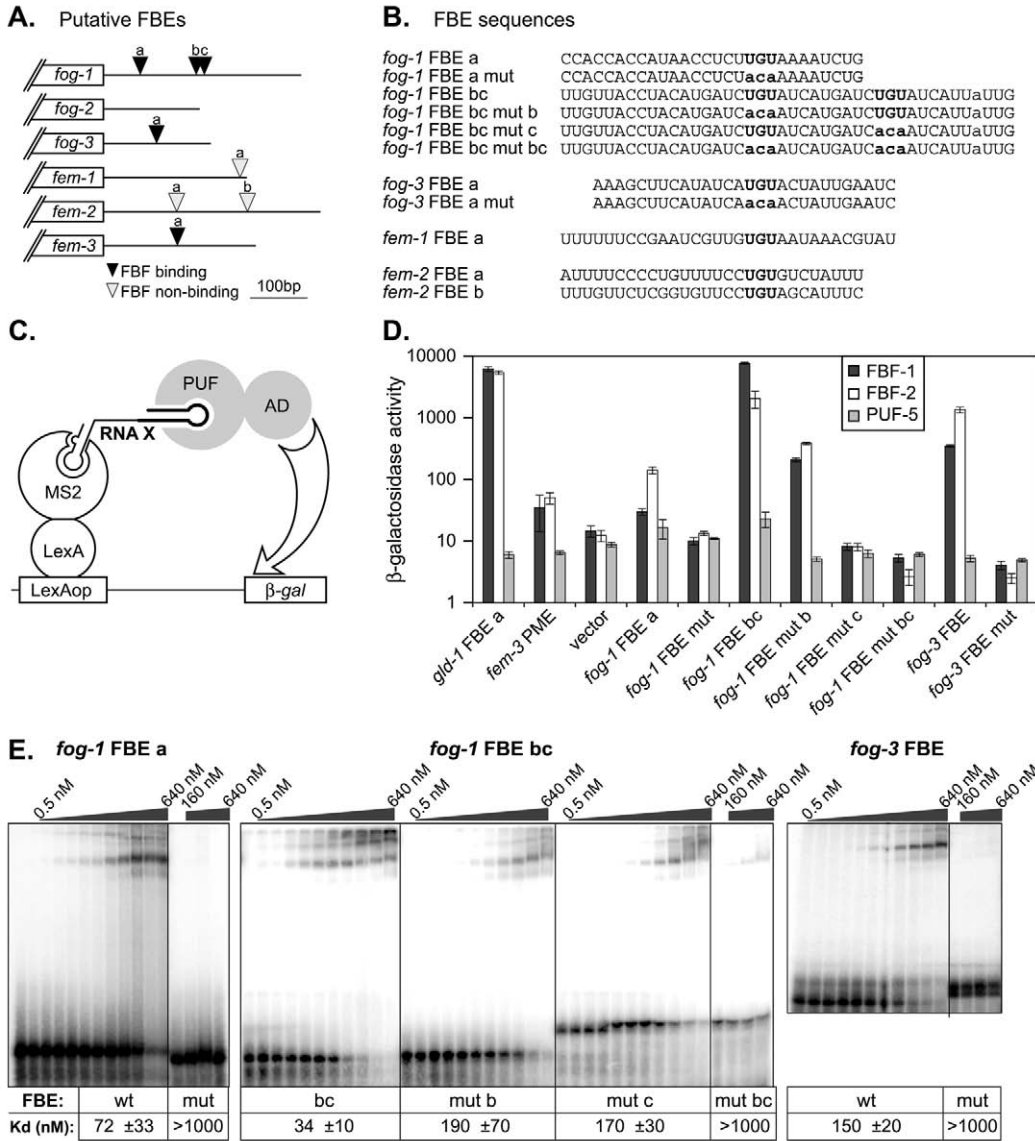 A. Putative FBEs
a
bc
fog-1
fog-2
a
fog-3
a
fem-1
a
b
fem-2
a
fem-3
FBF binding
FBF non-binding
100bp
B. FBE sequences
fog-1 FBE a CCACCACCAUAACCUCUUGUAAAAUCUG
fog-1 FBE a mut CCACCACCAUAACCUCUacaAAAAUCUG
fog-1 FBE bc UUGUUACCUACAUGAUCUGUAUCAUGAUCUGUAUCAUUaUUG
fog-1 FBE bc mut b UUGUUACCUACAUGAUCacaAUCAUGAUCUGUAUCAUUaUUG
fog-1 FBE bc mut c UUGUUACCUACAUGAUCUGUAUCAUGAUCacaAUCAUUaUUG
fog-1 FBE bc mut bc UUGUUACCUACAUGAUCacaAUCAUGAUCacaAUCAUUaUUG
fog-3 FBE a AAAGCUUCAUAUCAUGUACUAUUGAAUC
fog-3 FBE a mut AAAGCUUCAUAUCAacaACUAUUGAAUC
fem-1 FBE a UUUUUUCCGAAUCGUUGUGUAAUAAACGUAU
fem-2 FBE a AUUUUCCCCUGUUUUCCUGUGUCUAUUU
fem-2 FBE b UUUGUUCUCGGUGUUCCUGUAGCAUUUC
C.
PUF
AD
RNA X
MS2
LexA
LexAop
β-gal
D.
β-galactosidase activity
10000
1000
100
10
1
FBF-1
FBF-2
PUF-5
gld-1 FBE a
fem-3 PME
vector
fog-1 FBE a
fog-1 FBE mut
fog-1 FBE bc
fog-1 FBE mut b
fog-1 FBE mut c
fog-1 FBE mut bc
fog-3 FBE
fog-3 FBE mut
E. fog-1 FBE a
fog-1 FBE bc
fog-3 FBE
0.5 nM 640 nM 160 nM 640 nM
0.5 nM 640 nM 0.5 nM 640 nM 0.5 nM 640 nM 160 nM 640 nM
0.5 nM 640 nM 160 nM 640 nM
FBE: wt mut bc mut b mut c mut bc wt mut
Kd (nM): 72 ±33 >1000 34 ±10 190 ±70 170 ±30 >1000 150 ±20 >1000